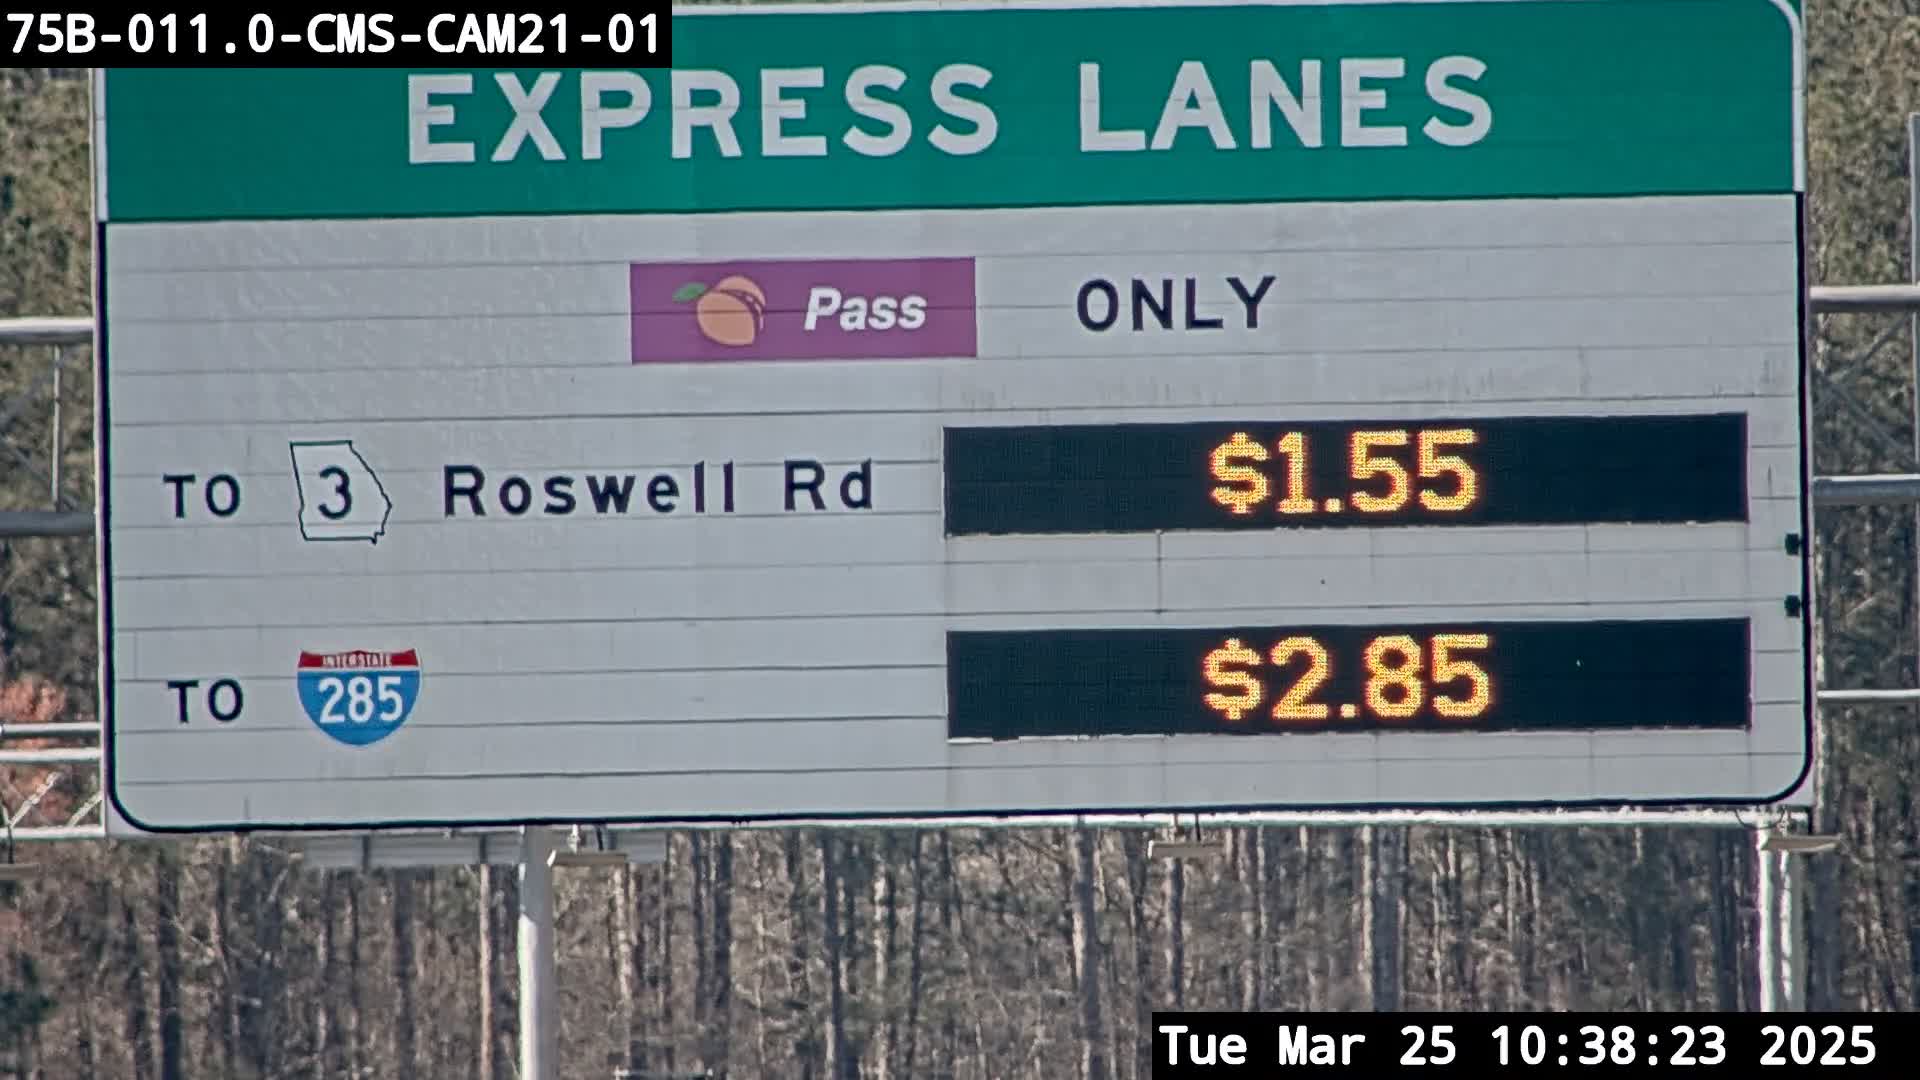 75B-011.0-CMS-CAM21-01
EXPRESS LANES
Pass ONLY
TO 3 Roswell Rd $1.55
INTERSTATE
TO 285 $2.85
Tue Mar 25 10:38:23 2025